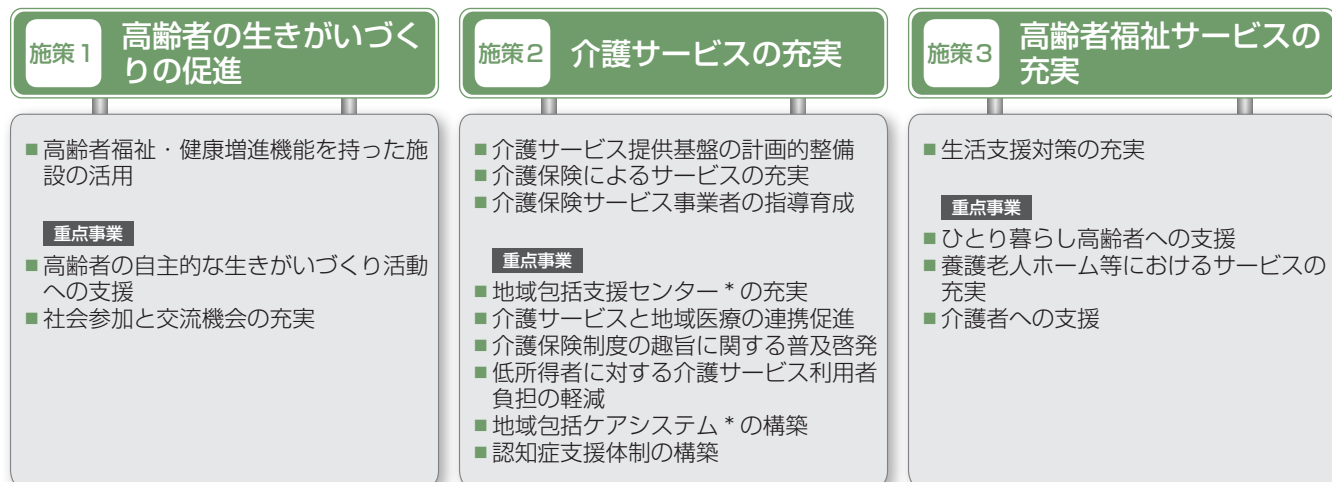 施策1
高齢者の生きがいづく
りの促進
■高齢者福祉・健康増進機能を持った施
設の活用
重点事業
■高齢者の自主的な生きがいづくり活動
への支援
■社会参加と交流機会の充実
施策2
介護サービスの充実
■介護サービス提供基盤の計画的整備
■介護保険によるサービスの充実
■介護保険サービス事業者の指導育成
重点事業
■地域包括支援センター*の充実
■介護サービスと地域医療の連携促進
■介護保険制度の趣旨に関する普及啓発
■低所得者に対する介護サービス利用者
負担の軽減
■地域包括ケアシステム*の構築
■認知症支援体制の構築
施策3
高齢者福祉サービスの
充実
■生活支援対策の充実
重点事業
■ひとり暮らし高齢者への支援
■養護老人ホーム等におけるサービスの
充実
■介護者への支援